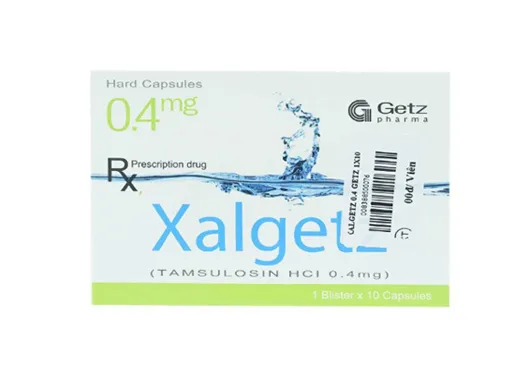 Hard Capsules
0.4mg
Getz
pharma
Rx Prescription drug
XALGETZ 0.4 GETZ 1X10
00đ/ Viên
Xalgetz
(TAMSULOSIN HCl 0.4mg)
1 Blister x 10 Capsules